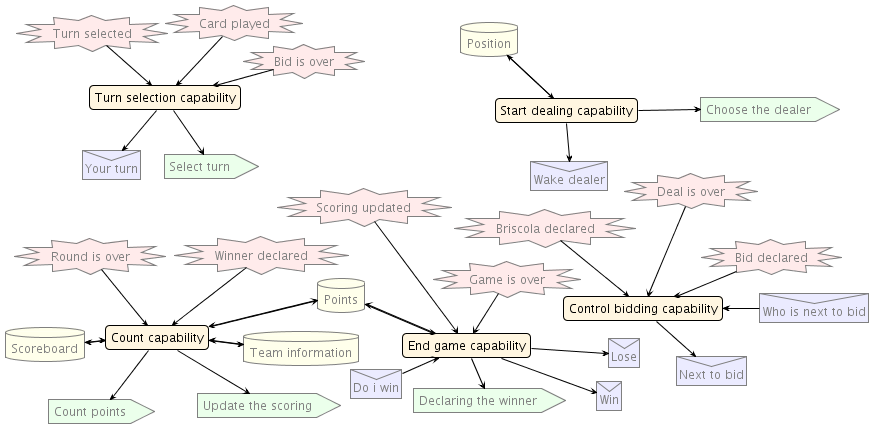 Turn selected
Card played
Bid is over
Turn selection capability
Your turn
Select turn
Position
Start dealing capability
Choose the dealer
Wake dealer
Scoring updated
Deal is over
Briscola declared
Bid declared
Round is over
Winner declared
Game is over
Points
Control bidding capability
Who is next to bid
Scoreboard
Count capability
Team information
End game capability
Lose
Next to bid
Do i win
Count points
Update the scoring
Declaring the winner
Win